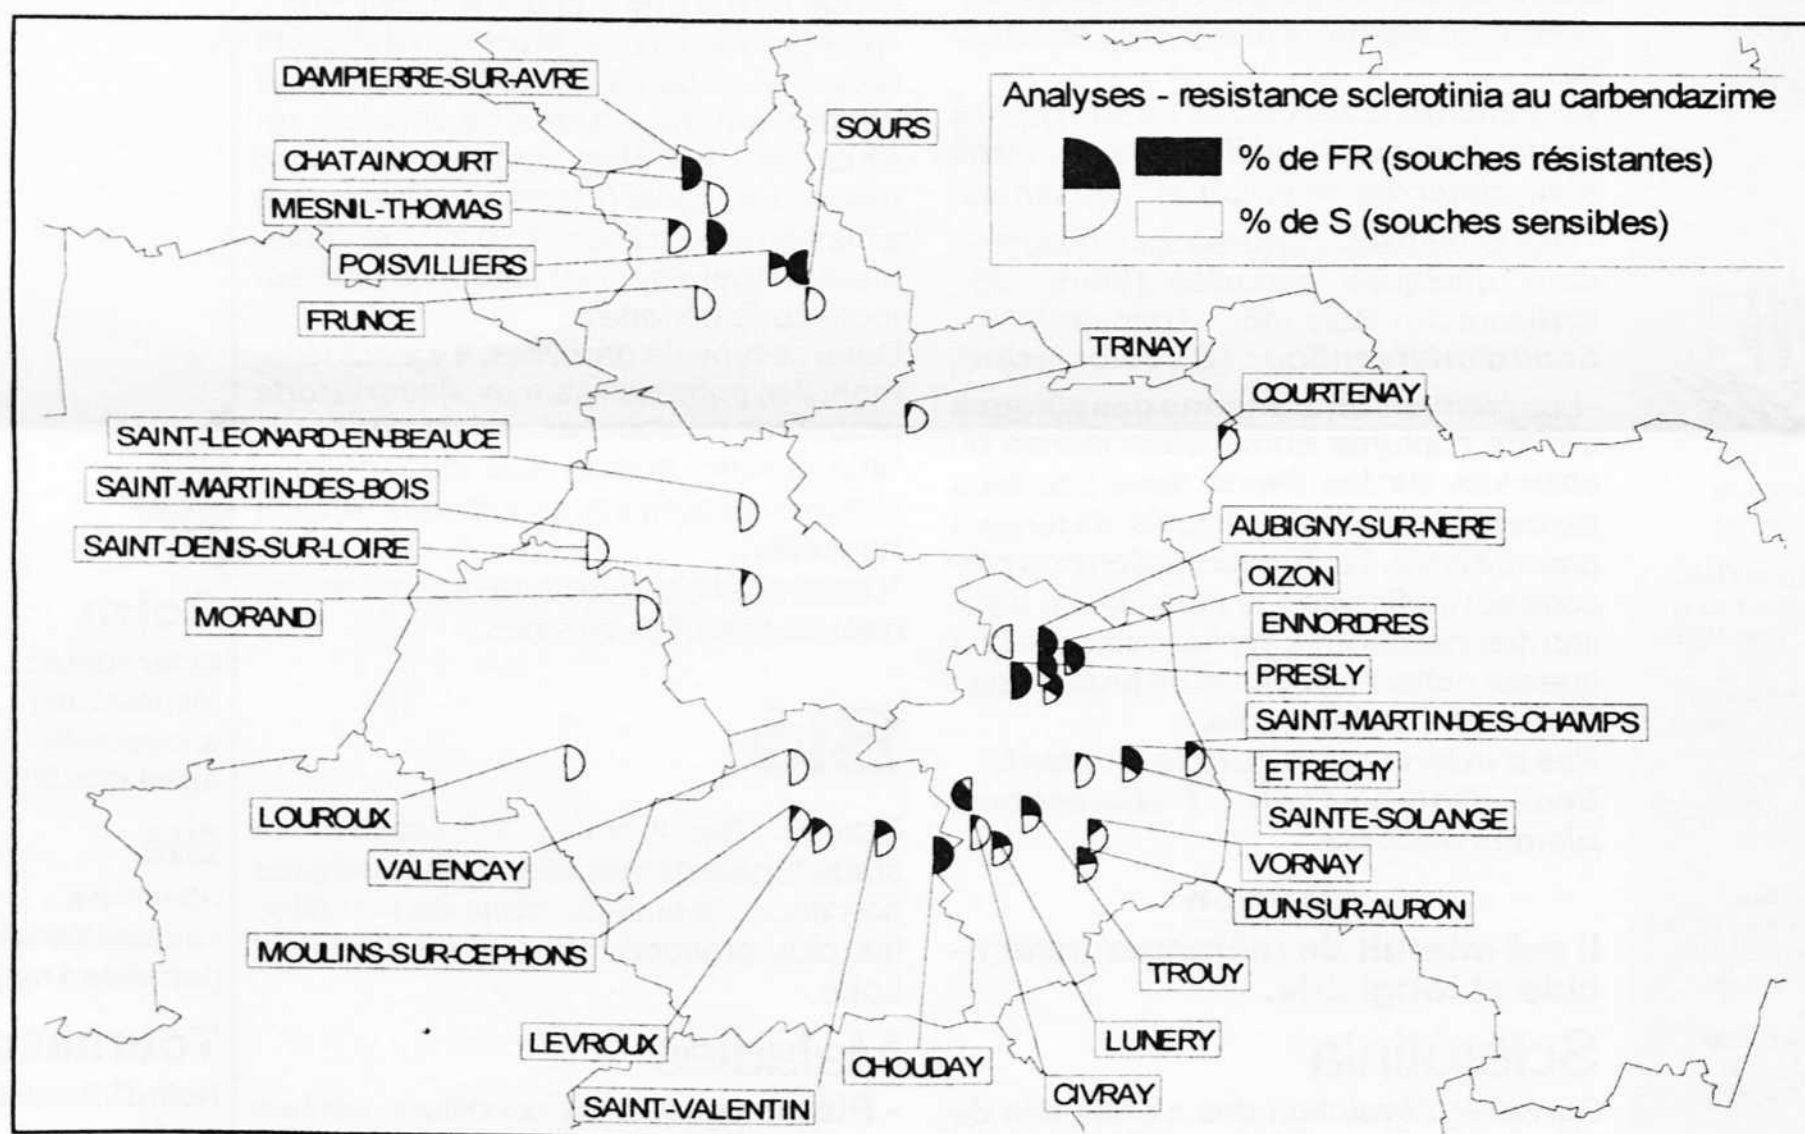 DAMPIERRE-SUR-AVRE
SOURS
Analyses - resistance sclerotinia au carbendazime
% de FR (souches résistantes)
% de S (souches sensibles)
CHATAINCOURT
MESNIL-THOMAS
POISVILLIERS
FRUNCE
TRINAY
COURTENAY
SAINT-LEONARD-EN-BEAUCE
SAINT-MARTIN-DES-BOIS
SAINT-DENIS-SUR-LOIRE
MORAND
AUBIGNY-SUR-NERE
OIZON
ENNORDRES
PRESLY
SAINT-MARTIN-DES-CHAMPS
ETRECHY
SAINTE-SOLANGE
VORNAY
DUN-SUR-AURON
TROUY
LOUROUX
VALENCAY
MOULINS-SUR-CEPHONS
LEVROUX
SAINT-VALENTIN
CHOUDAY
LUNERY
CIVRAY